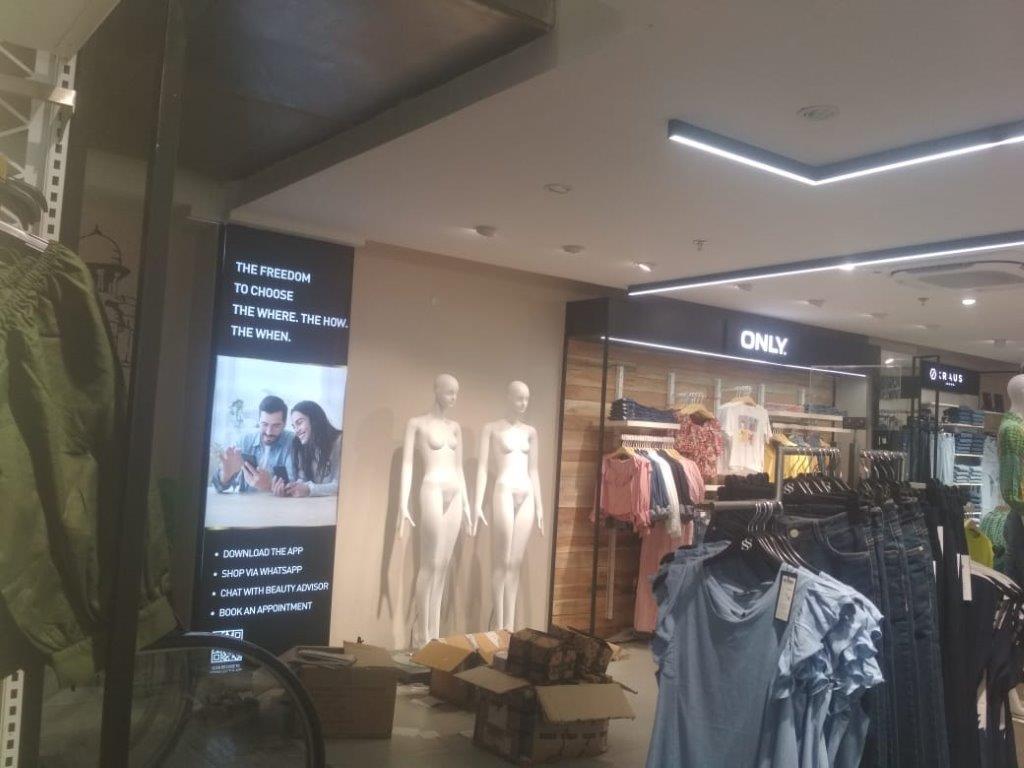 THE FREEDOM
TO CHOOSE
THE WHERE. THE HOW.
THE WHEN.
• DOWNLOAD THE APP
• SHOP VIA WHATSAPP
• CHAT WITH BEAUTY ADVISOR
• BOOK AN APPOINTMENT
ONLY
KRAUS